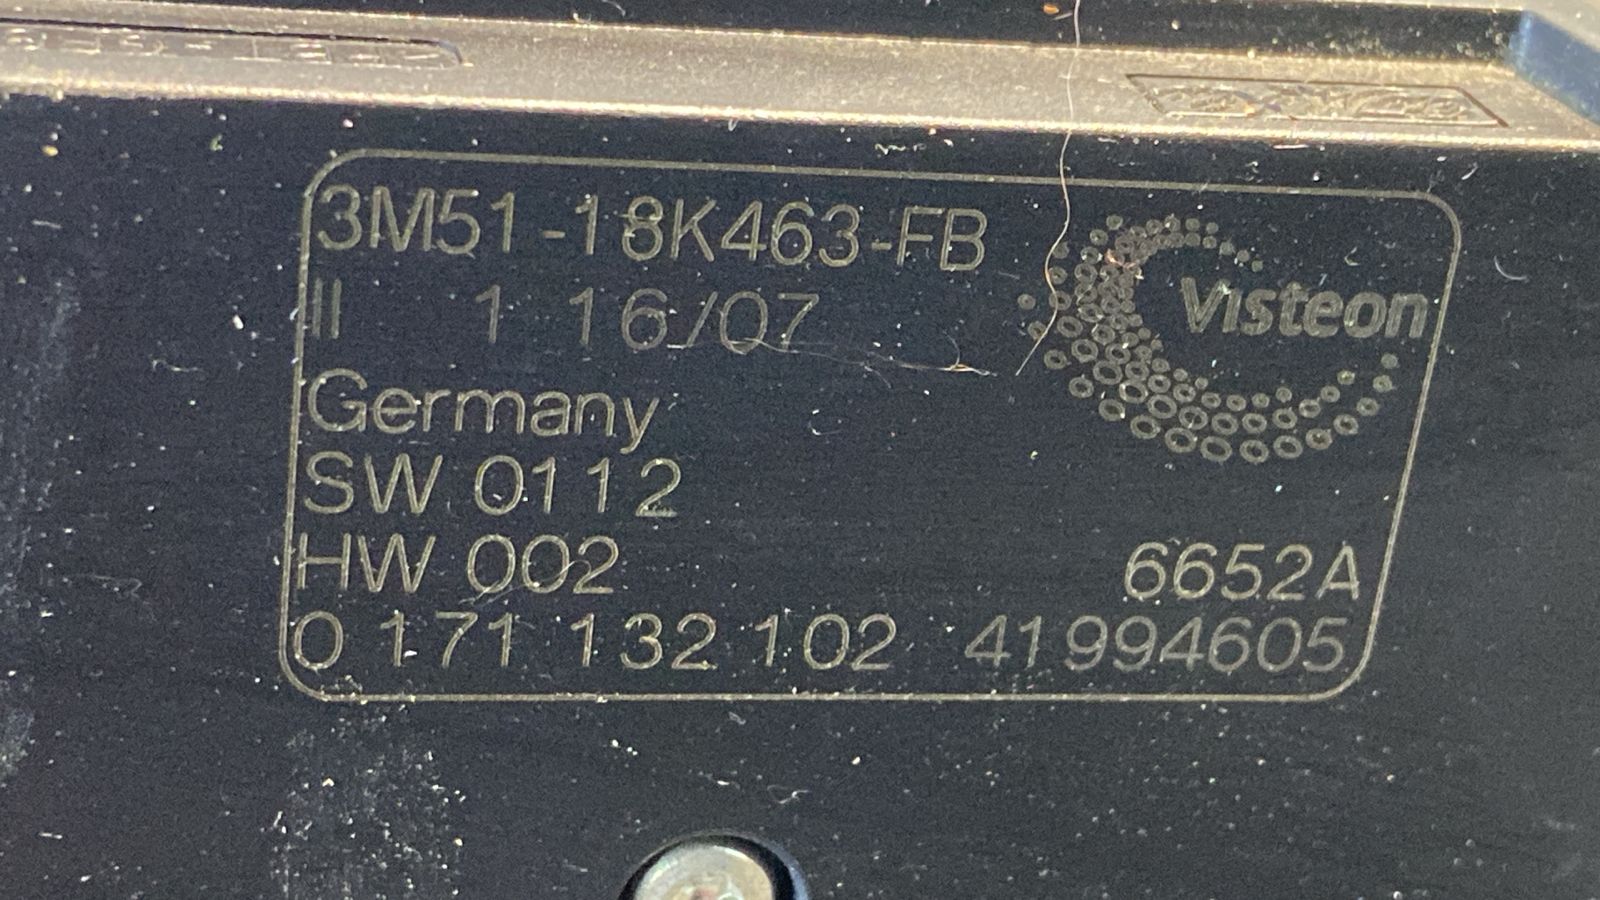 3M51-18K463-FB
II 1 16/07
Visteon
Germany
SW 0112
HW 002
6652A
0 171 132 102 41994605